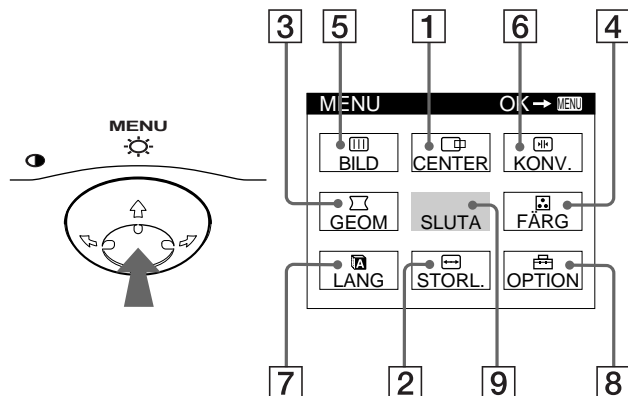 3 5 1 6 4
MENU
MENU OK → MENU
BILD CENTER KONV.
GEOM SLUTA FÄRG
A
LANG STORL. OPTION
7 2 9 8